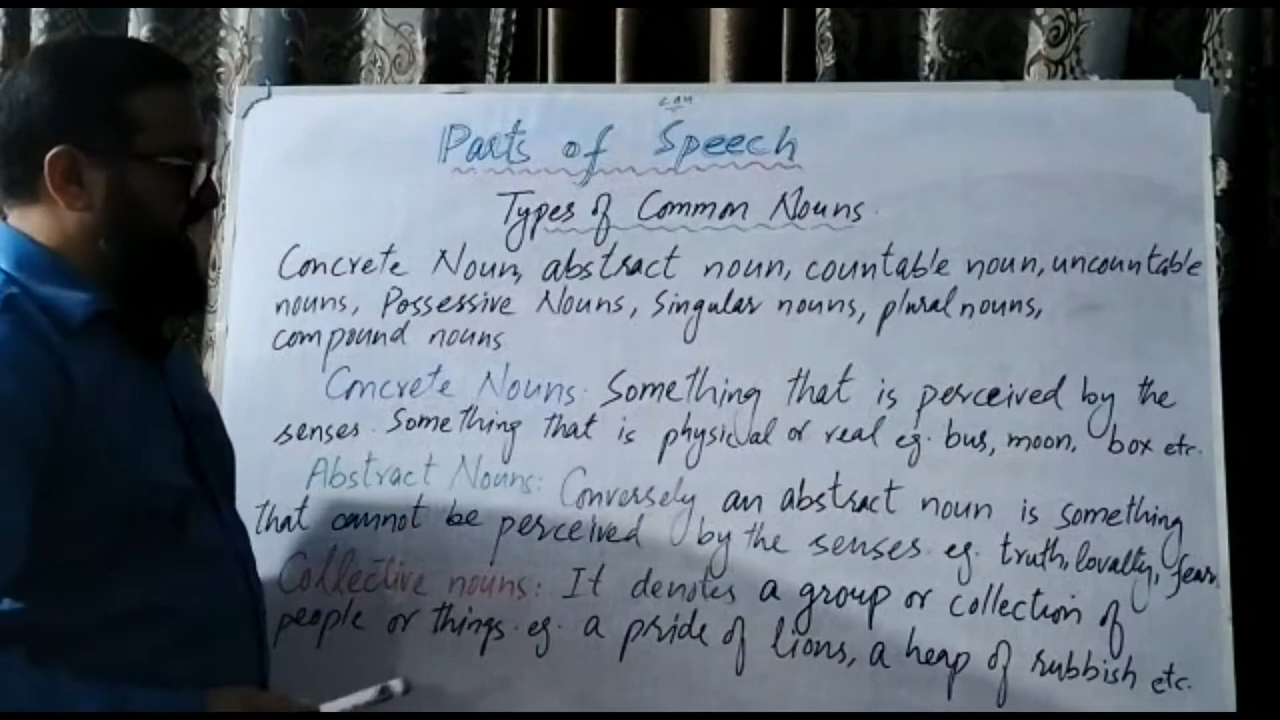 Parts of Speech
Types of Common Nouns.
Concrete Noun, abstract noun, countable noun, uncountable
nouns, Possessive Nouns, Singular nouns, plural nouns,
compound nouns
Concrete Nouns. Something that is perceived by the
senses. Something that is physical or real eg. bus, moon, box etc.
Abstract Nouns: Conversely an abstract noun is something
that cannot be perceived by the senses. eg. truth, loyalty, fear.
Collective nouns: It denotes a group or collection of
people or things. eg. a pride of lions, a heap of rubbish etc.